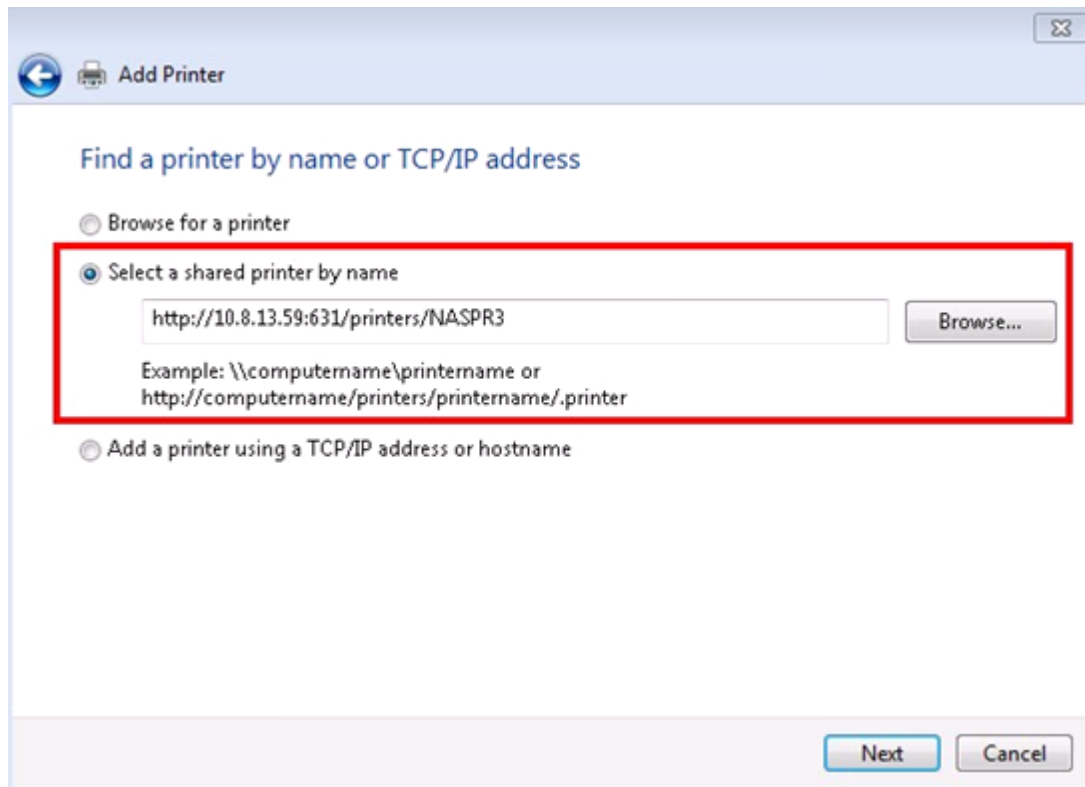 Add Printer
Find a printer by name or TCP/IP address
Browse for a printer
Select a shared printer by name
http://10.8.13.59:631/printers/NASPR3
Browse...
Example: \\computername\printername or
http://computername/printers/printername/.printer
Add a printer using a TCP/IP address or hostname
Next
Cancel